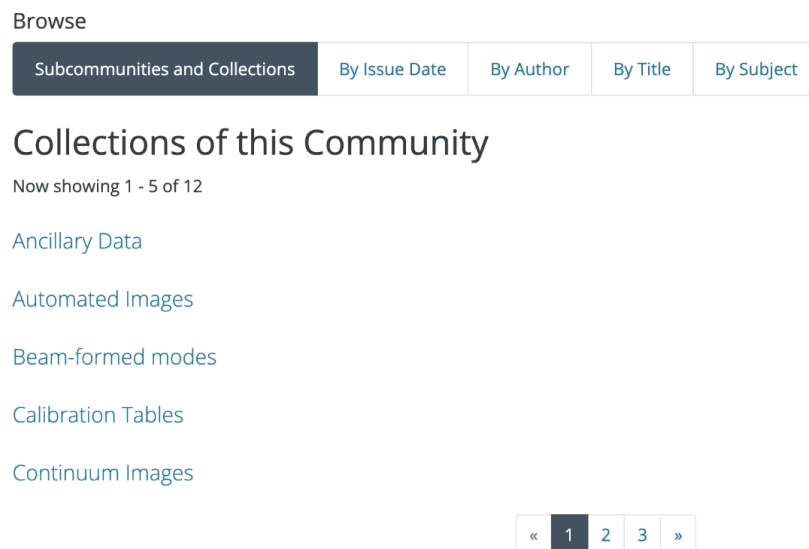 Browse
Subcommunities and Collections By Issue Date By Author By Title By Subject
Collections of this Community
Now showing 1 - 5 of 12
Ancillary Data
Automated Images
Beam-formed modes
Calibration Tables
Continuum Images
« 1 2 3 »